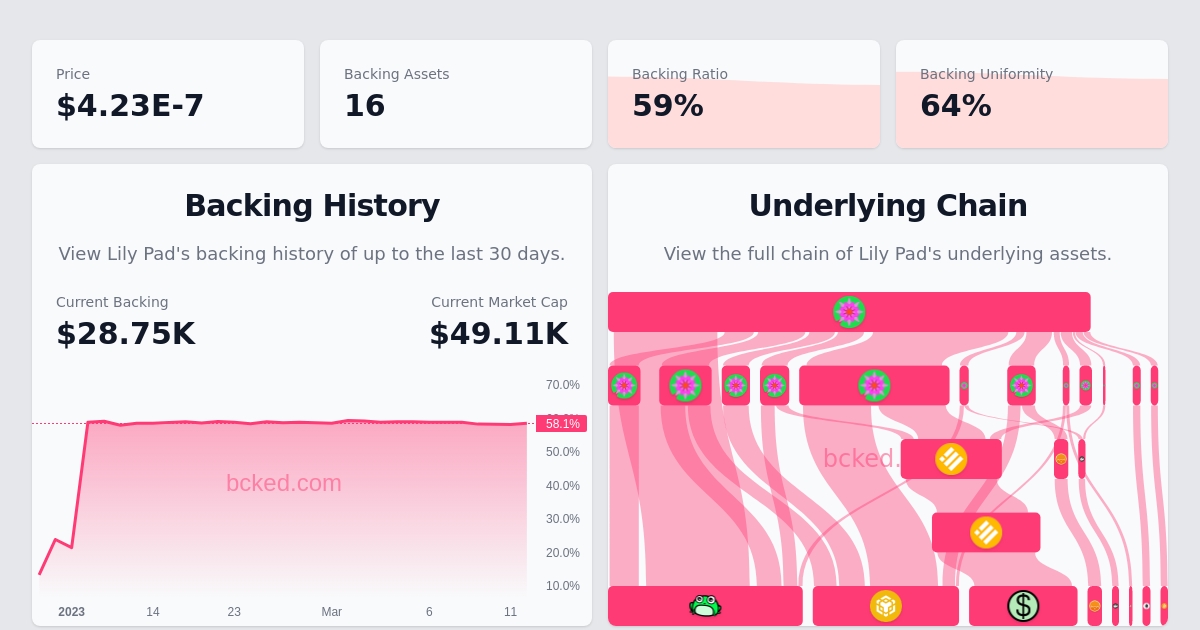 Price
$4.23E-7
Backing Assets
16
Backing Ratio
59%
Backing Uniformity
64%
Backing History
View Lily Pad's backing history of up to the last 30 days.
Current Backing
$28.75K
Current Market Cap
$49.11K
70.0%
58.1%
50.0%
40.0%
30.0%
20.0%
10.0%
bcked.com
2023
14
23
Mar
6
11
Underlying Chain
View the full chain of Lily Pad's underlying assets.
bcked.
$